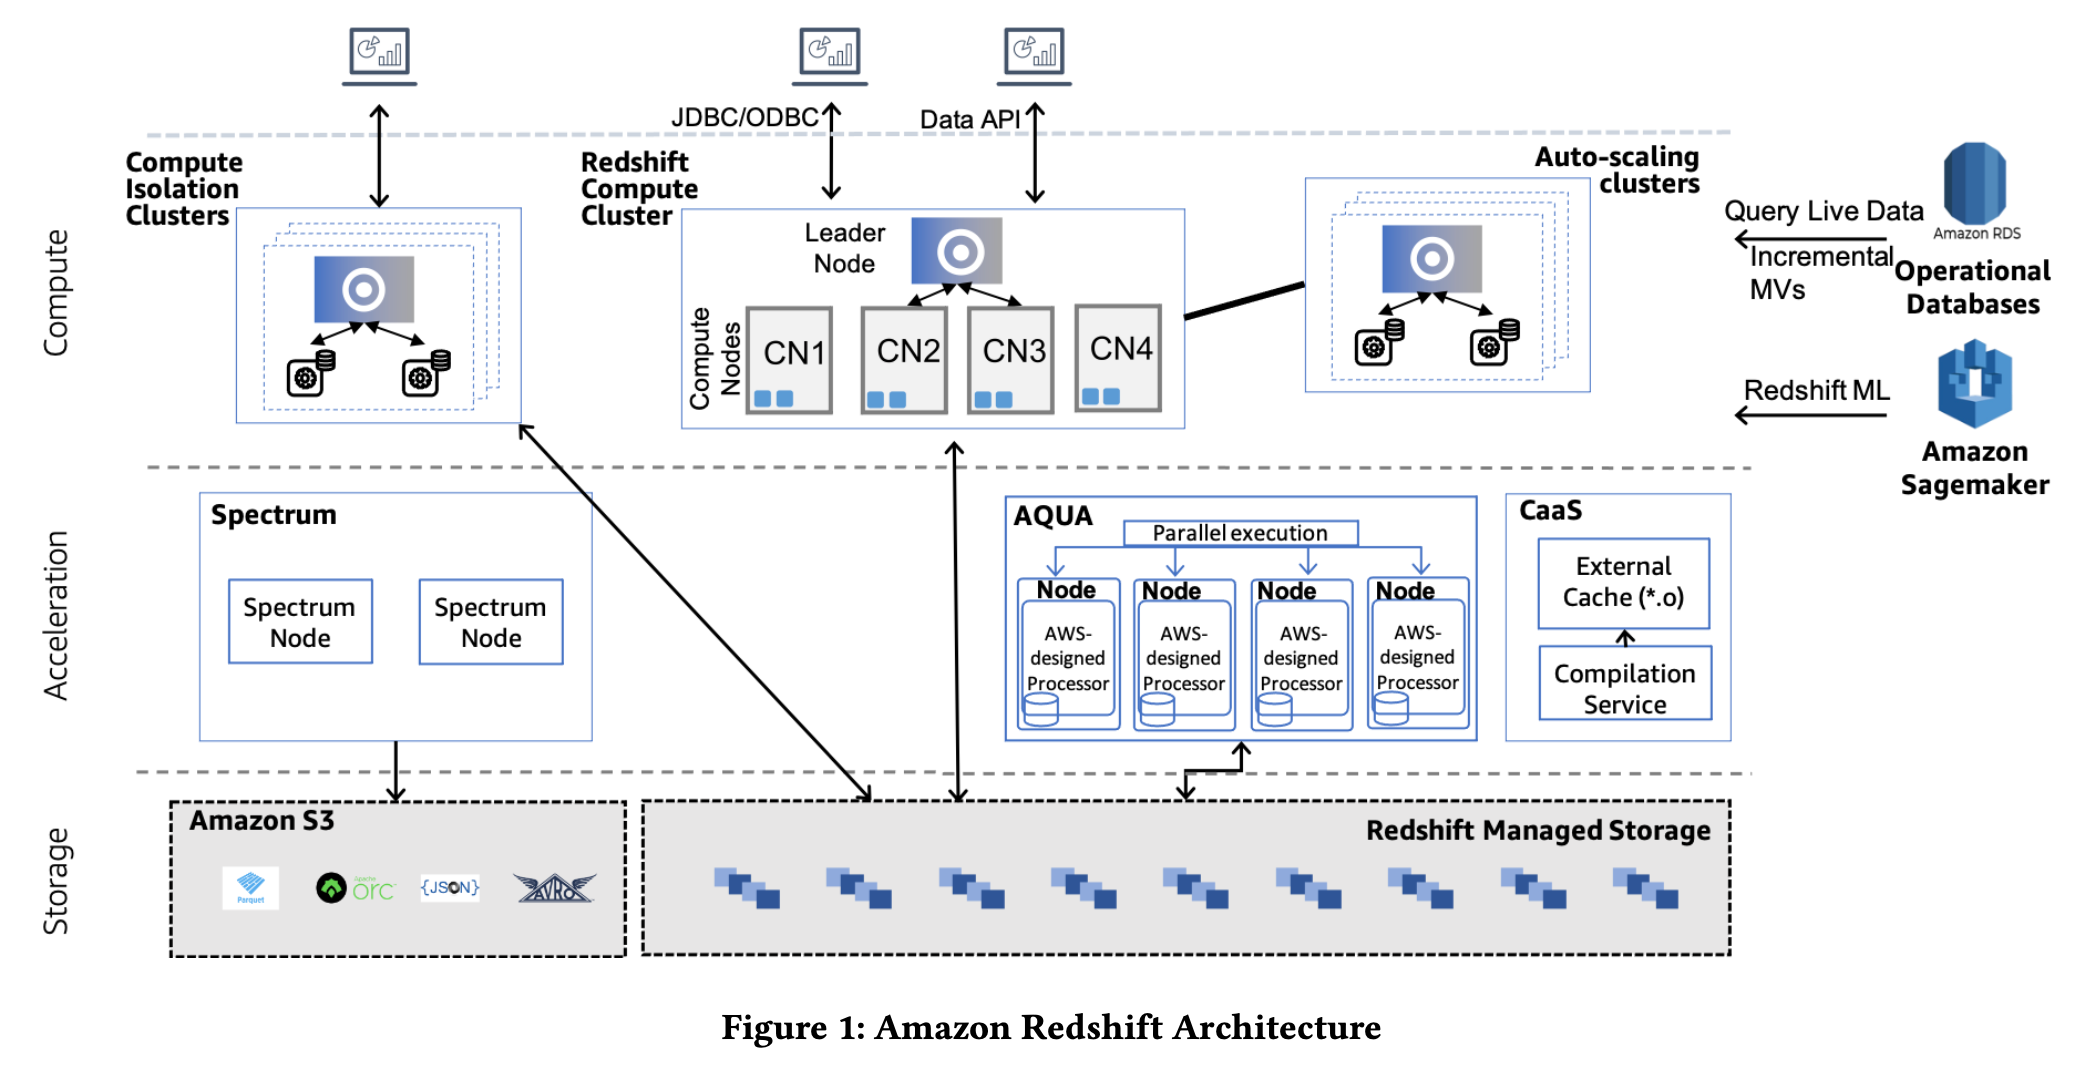 JDBC/ODBC
Data API
Compute
Compute
Isolation
Clusters
Redshift
Compute
Cluster
Leader
Node
Compute
Nodes
CN1
CN2
CN3
CN4
Auto-scaling
clusters
Query Live Data
Incremental
MVs
Amazon RDS
Operational
Databases
Redshift ML
Amazon
Sagemaker
Acceleration
Spectrum
Spectrum
Node
Spectrum
Node
AQUA
Parallel execution
Node
AWS-
designed
Processor
Node
AWS-
designed
Processor
Node
AWS-
designed
Processor
Node
AWS-
designed
Processor
CaaS
External
Cache (*.o)
Compilation
Service
Storage
Amazon S3
Parquet
Apache
orc
{JSON}
AVRO
Redshift Managed Storage
Figure 1: Amazon Redshift Architecture